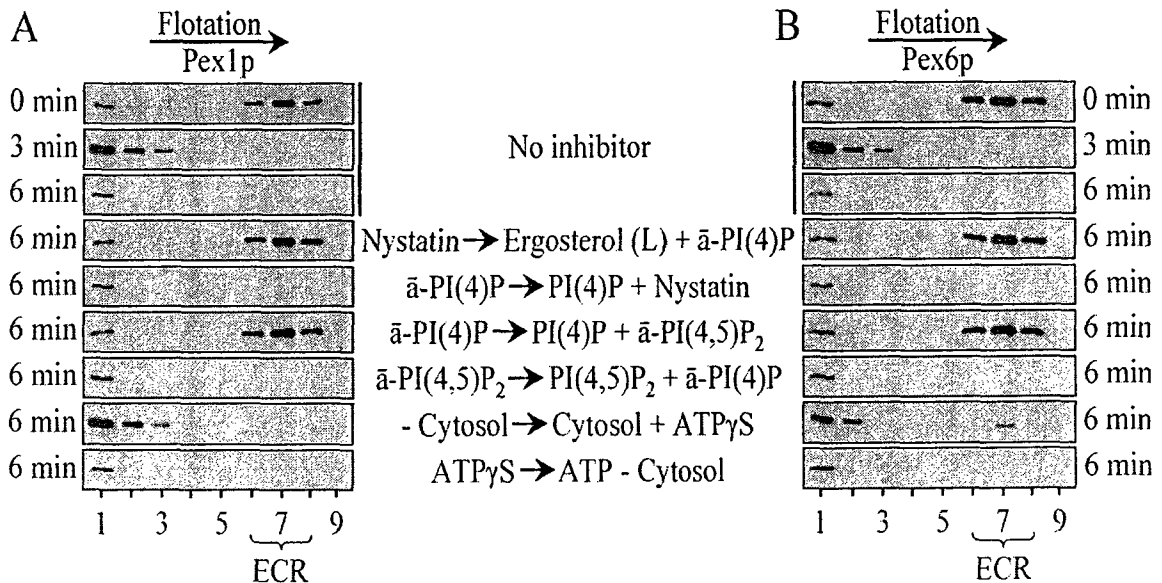 A
Flotation
Pex1p
B
Flotation
Pex6p
0 min
0 min
3 min
No inhibitor
3 min
6 min
6 min
6 min
Nystatin→Ergosterol (L) + ā-PI(4)P
6 min
6 min
ā-PI(4)P→PI(4)P + Nystatin
6 min
6 min
ā-PI(4)P→PI(4)P + ā-PI(4,5)P₂
6 min
6 min
ā-PI(4,5)P₂→PI(4,5)P₂ + ā-PI(4)P
6 min
6 min
- Cytosol→Cytosol + ATPγS
6 min
6 min
ATPγS→ATP - Cytosol
6 min
1 3 5 7 9
1 3 5 7 9
ECR
ECR